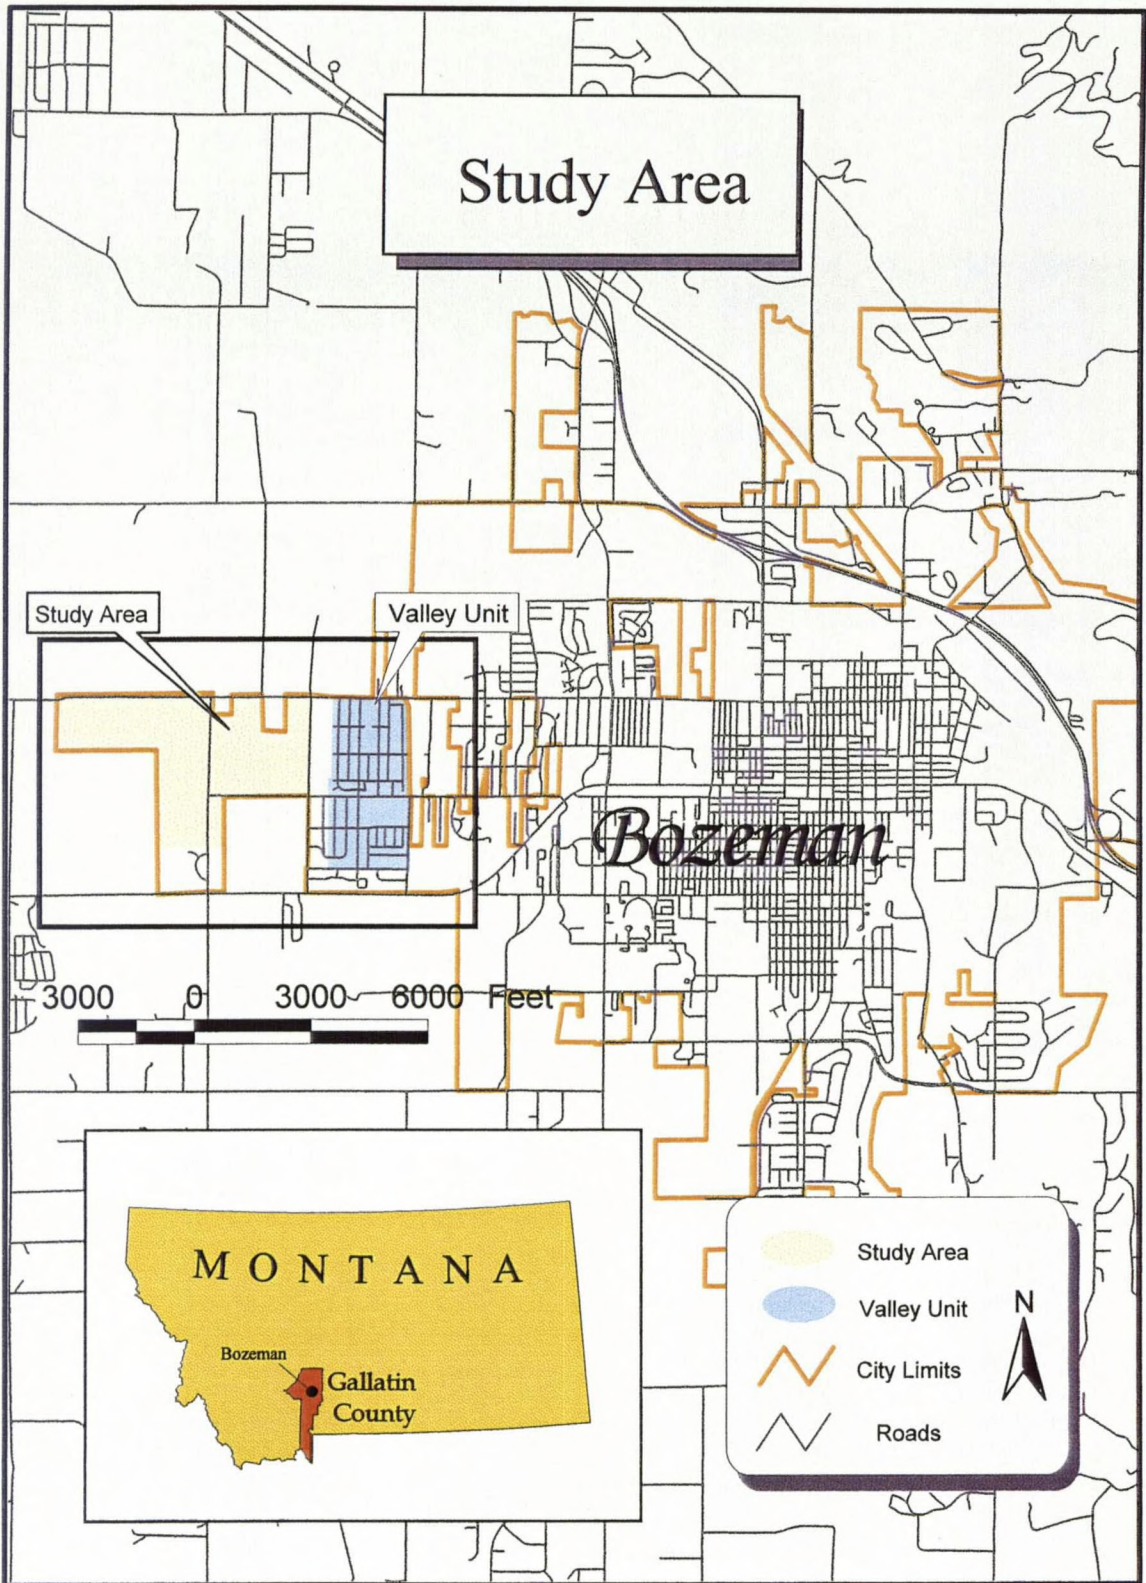 Study Area
Study Area
Valley Unit
Bozeman
3000 0 3000 6000 Feet
MONTANA
Bozeman
Gallatin
County
Study Area
Valley Unit
City Limits
Roads
N